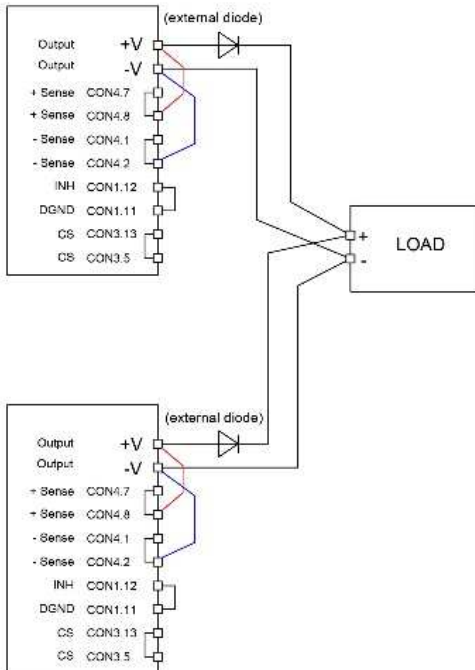 (external diode)
Output +V
Output -V
+ Sense CON4.7
+ Sense CON4.8
- Sense CON4.1
- Sense CON4.2
INH CON1.12
DGND CON1.11
CS CON3.13
CS CON3.5
+ LOAD
-
(external diode)
Output +V
Output -V
+ Sense CON4.7
+ Sense CON4.8
- Sense CON4.1
- Sense CON4.2
INH CON1.12
DGND CON1.11
CS CON3.13
CS CON3.5